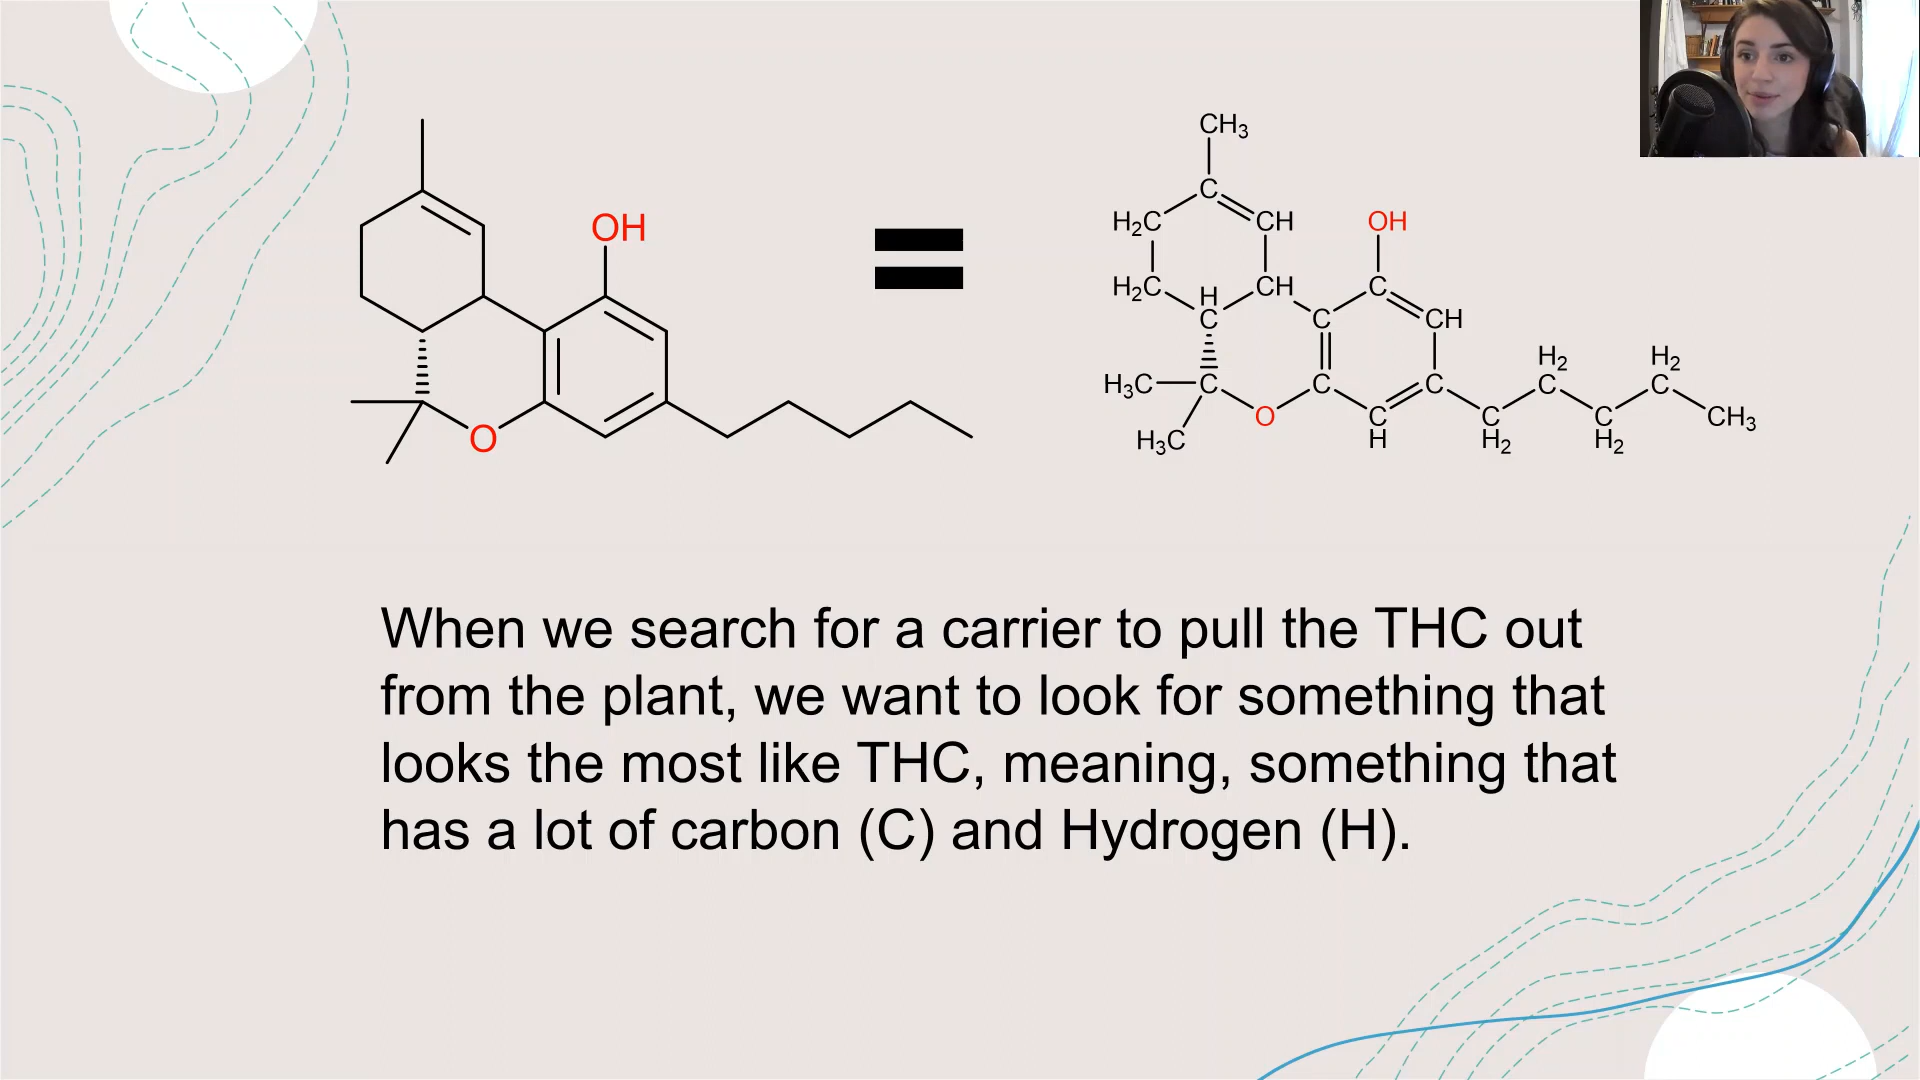 OH
O
CH3
C
H2C
CH
OH
H2C
H
CH
C
C
C
CH
H2
H2
H3C
C
C
C
C
C
O
C
C
C
CH3
H3C
H
H2
H2
When we search for a carrier to pull the THC out
from the plant, we want to look for something that
looks the most like THC, meaning, something that
has a lot of carbon (C) and Hydrogen (H).